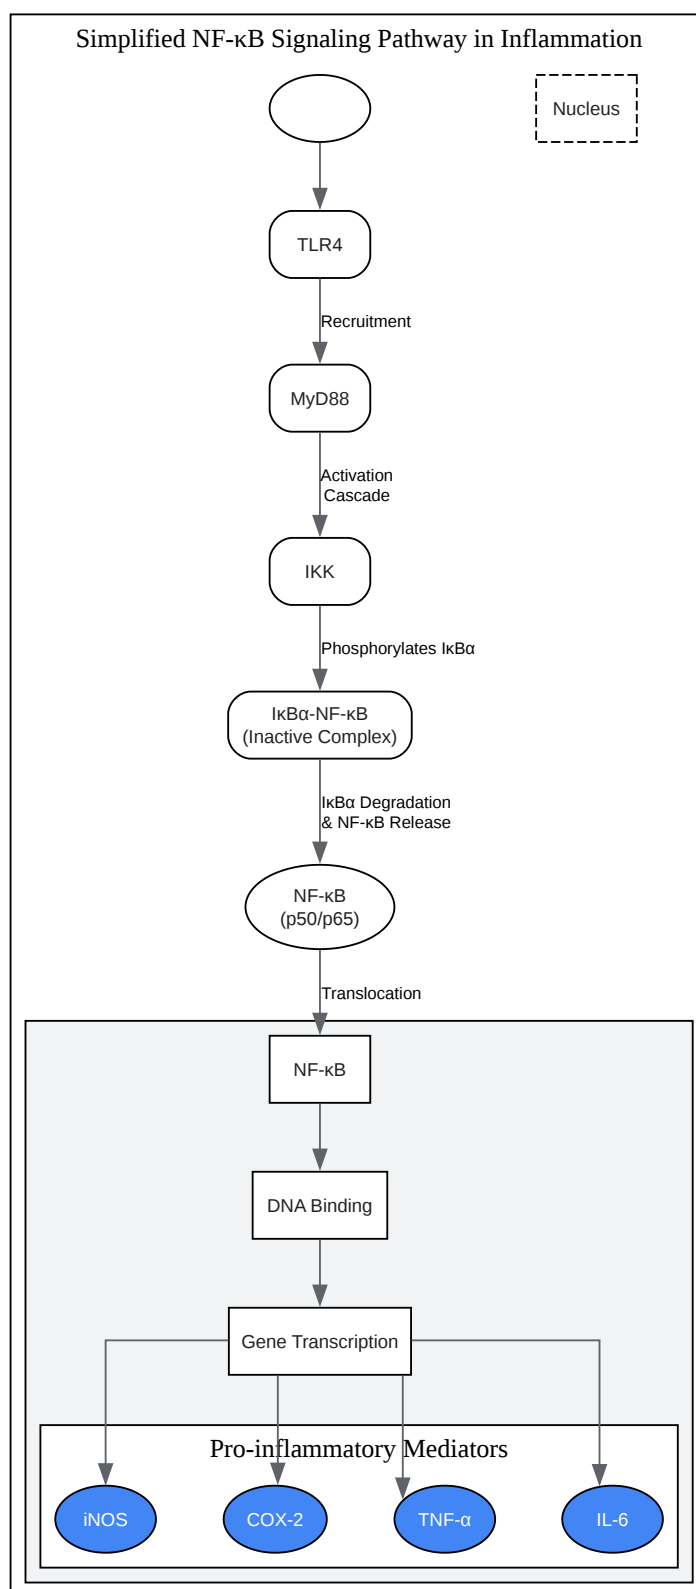 Simplified NF-κB Signaling Pathway in Inflammation
Nucleus
TLR4
Recruitment
MyD88
Activation
Cascade
IKK
Phosphorylates IκBα
IκBα-NF-κB
(Inactive Complex)
IκBα Degradation
& NF-κB Release
NF-κB
(p50/p65)
Translocation
NF-κB
DNA Binding
Gene Transcription
Pro-inflammatory Mediators
iNOS
COX-2
TNF-α
IL-6